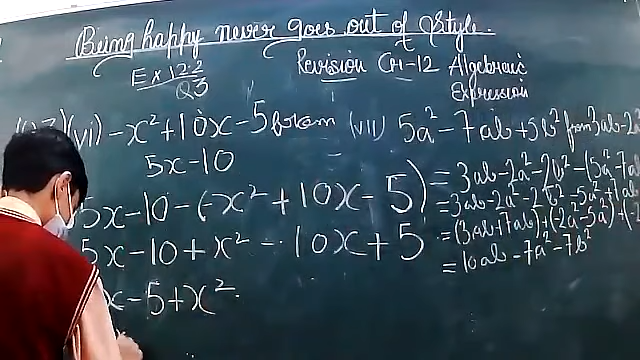 Being happy never goes out of Style.
Ex 12.2
Q3
Revision CH-12 Algebraic
Expression
(vi) -x² + 10x - 5 from
5x - 10
5x - 10 - (-x² + 10x - 5)
5x - 10 + x² - 10x + 5
x - 5 + x².
(vii) 5a² - 7ab + 5b² from 3ab - 2a²
= 3ab - 2a² - 2b² - (5a² - 7ab
= 3ab - 2a² - 2b² - 5a² + 7ab
= (3ab + 7ab) + (-2a² - 5a²) + (-2
= 10ab - 7a² - 7b²